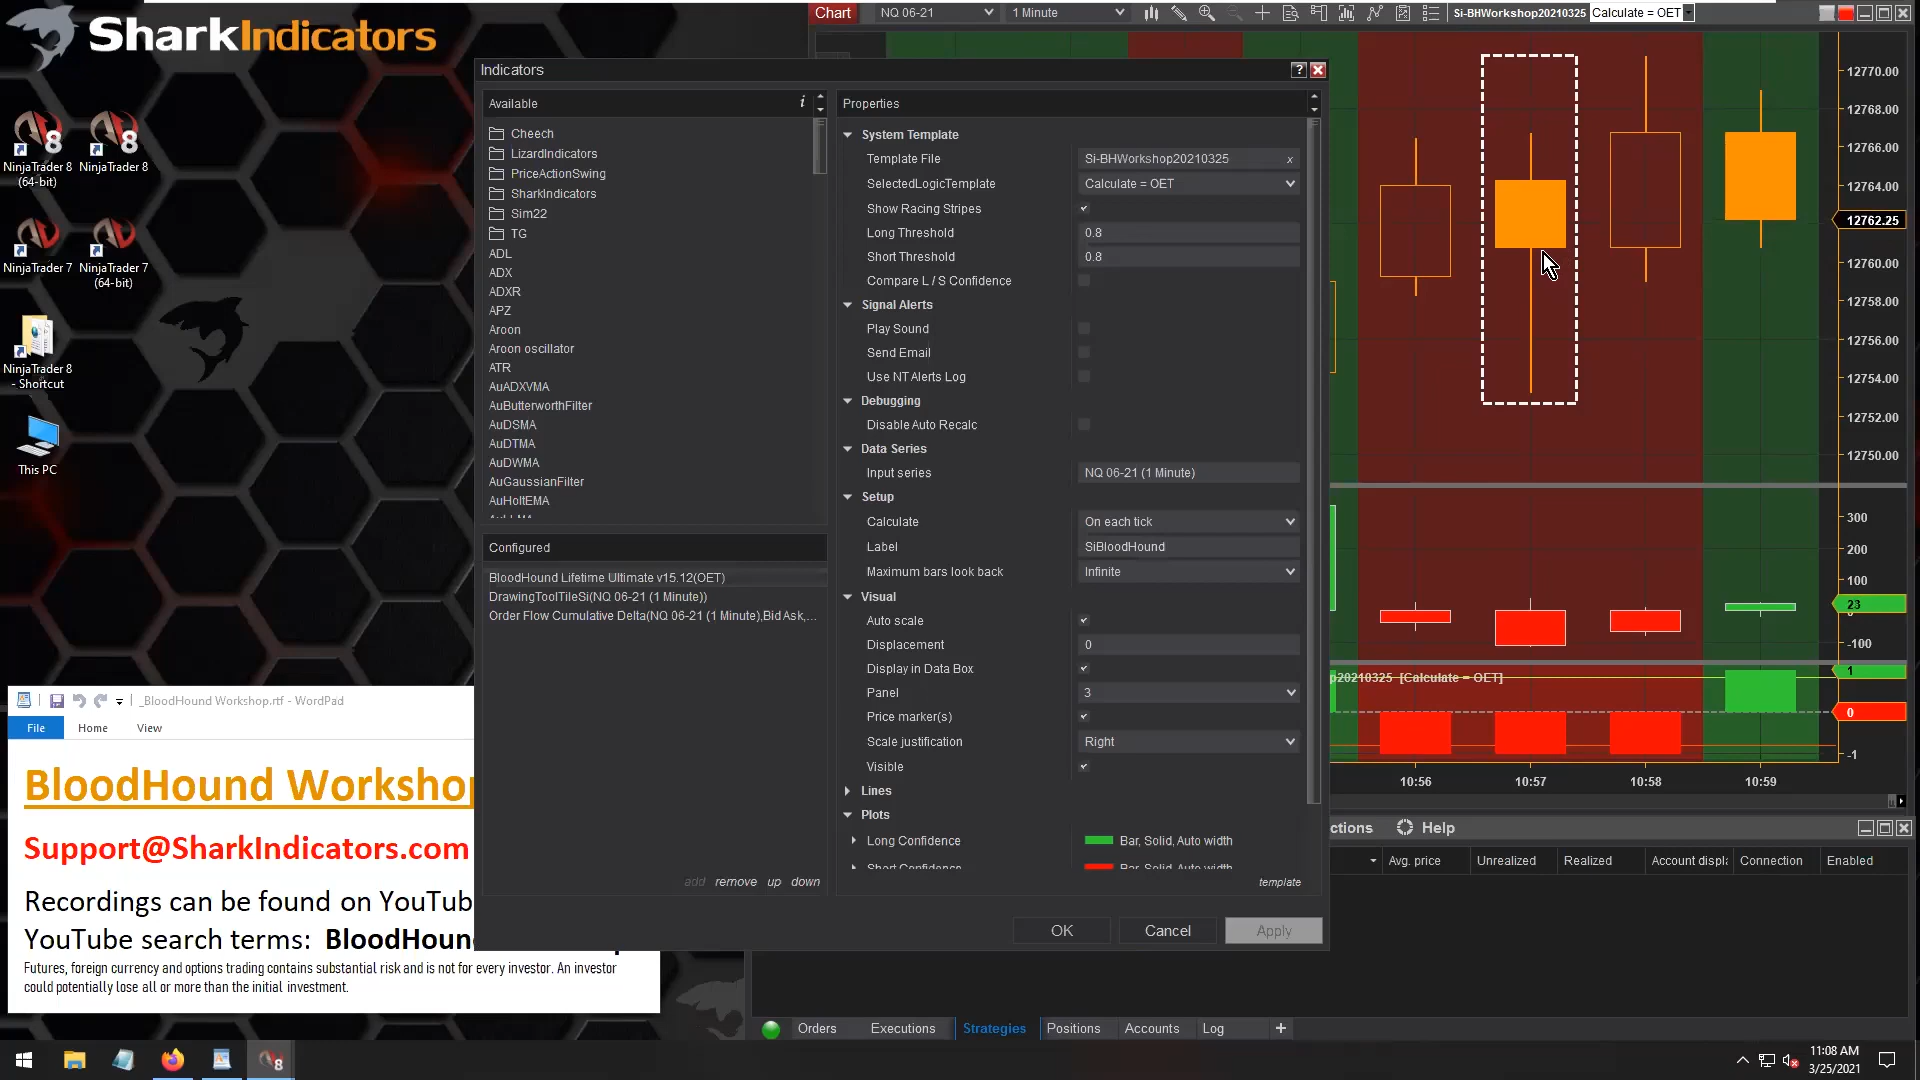 SharkIndicators
NinjaTrader 8
(64-bit)
NinjaTrader 8
NinjaTrader 7
NinjaTrader 7
(64-bit)
NinjaTrader 8
- Shortcut
This PC
Chart
NQ 06-21
1 Minute
Si-BHWorkshop20210325
Calculate = OET
Indicators
?
Available
i
Cheech
LizardIndicators
PriceActionSwing
SharkIndicators
Sim22
TG
ADL
ADX
ADXR
APZ
Aroon
Aroon oscillator
ATR
AuADXVMA
AuButterworthFilter
AuDSMA
AuDTMA
AuDWMA
AuGaussianFilter
AuHoltEMA
Configured
BloodHound Lifetime Ultimate v15.12(OET)
DrawingToolTileSi(NQ 06-21 (1 Minute))
Order Flow Cumulative Delta(NQ 06-21 (1 Minute),Bid Ask,...
add remove up down
Properties
System Template
Template File Si-BHWorkshop20210325 x
SelectedLogicTemplate Calculate = OET
Show Racing Stripes
Long Threshold 0.8
Short Threshold 0.8
Compare L / S Confidence
Signal Alerts
Play Sound
Send Email
Use NT Alerts Log
Debugging
Disable Auto Recalc
Data Series
Input series NQ 06-21 (1 Minute)
Setup
Calculate On each tick
Label SiBloodHound
Maximum bars look back Infinite
Visual
Auto scale
Displacement 0
Display in Data Box
Panel 3
Price marker(s)
Scale justification Right
Visible
Lines
Plots
Long Confidence Bar, Solid, Auto width
Short Confidence Bar, Solid, Auto width
template
OK Cancel Apply
12770.00
12768.00
12766.00
12764.00
12762.25
12760.00
12758.00
12756.00
12754.00
12752.00
12750.00
300
200
100
23
-100
p20210325 [Calculate = OET]
1
0
-1
10:56 10:57 10:58 10:59
ctions Help
Avg. price Unrealized Realized Account displ Connection Enabled
Orders Executions Strategies Positions Accounts Log +
_BloodHound Workshop.rtf - WordPad
File Home View
BloodHound Workshop
Support@SharkIndicators.com
Recordings can be found on YouTub
YouTube search terms: BloodHoun
Futures, foreign currency and options trading contains substantial risk and is not for every investor. An investor
could potentially lose all or more than the initial investment.
11:08 AM
3/25/2021